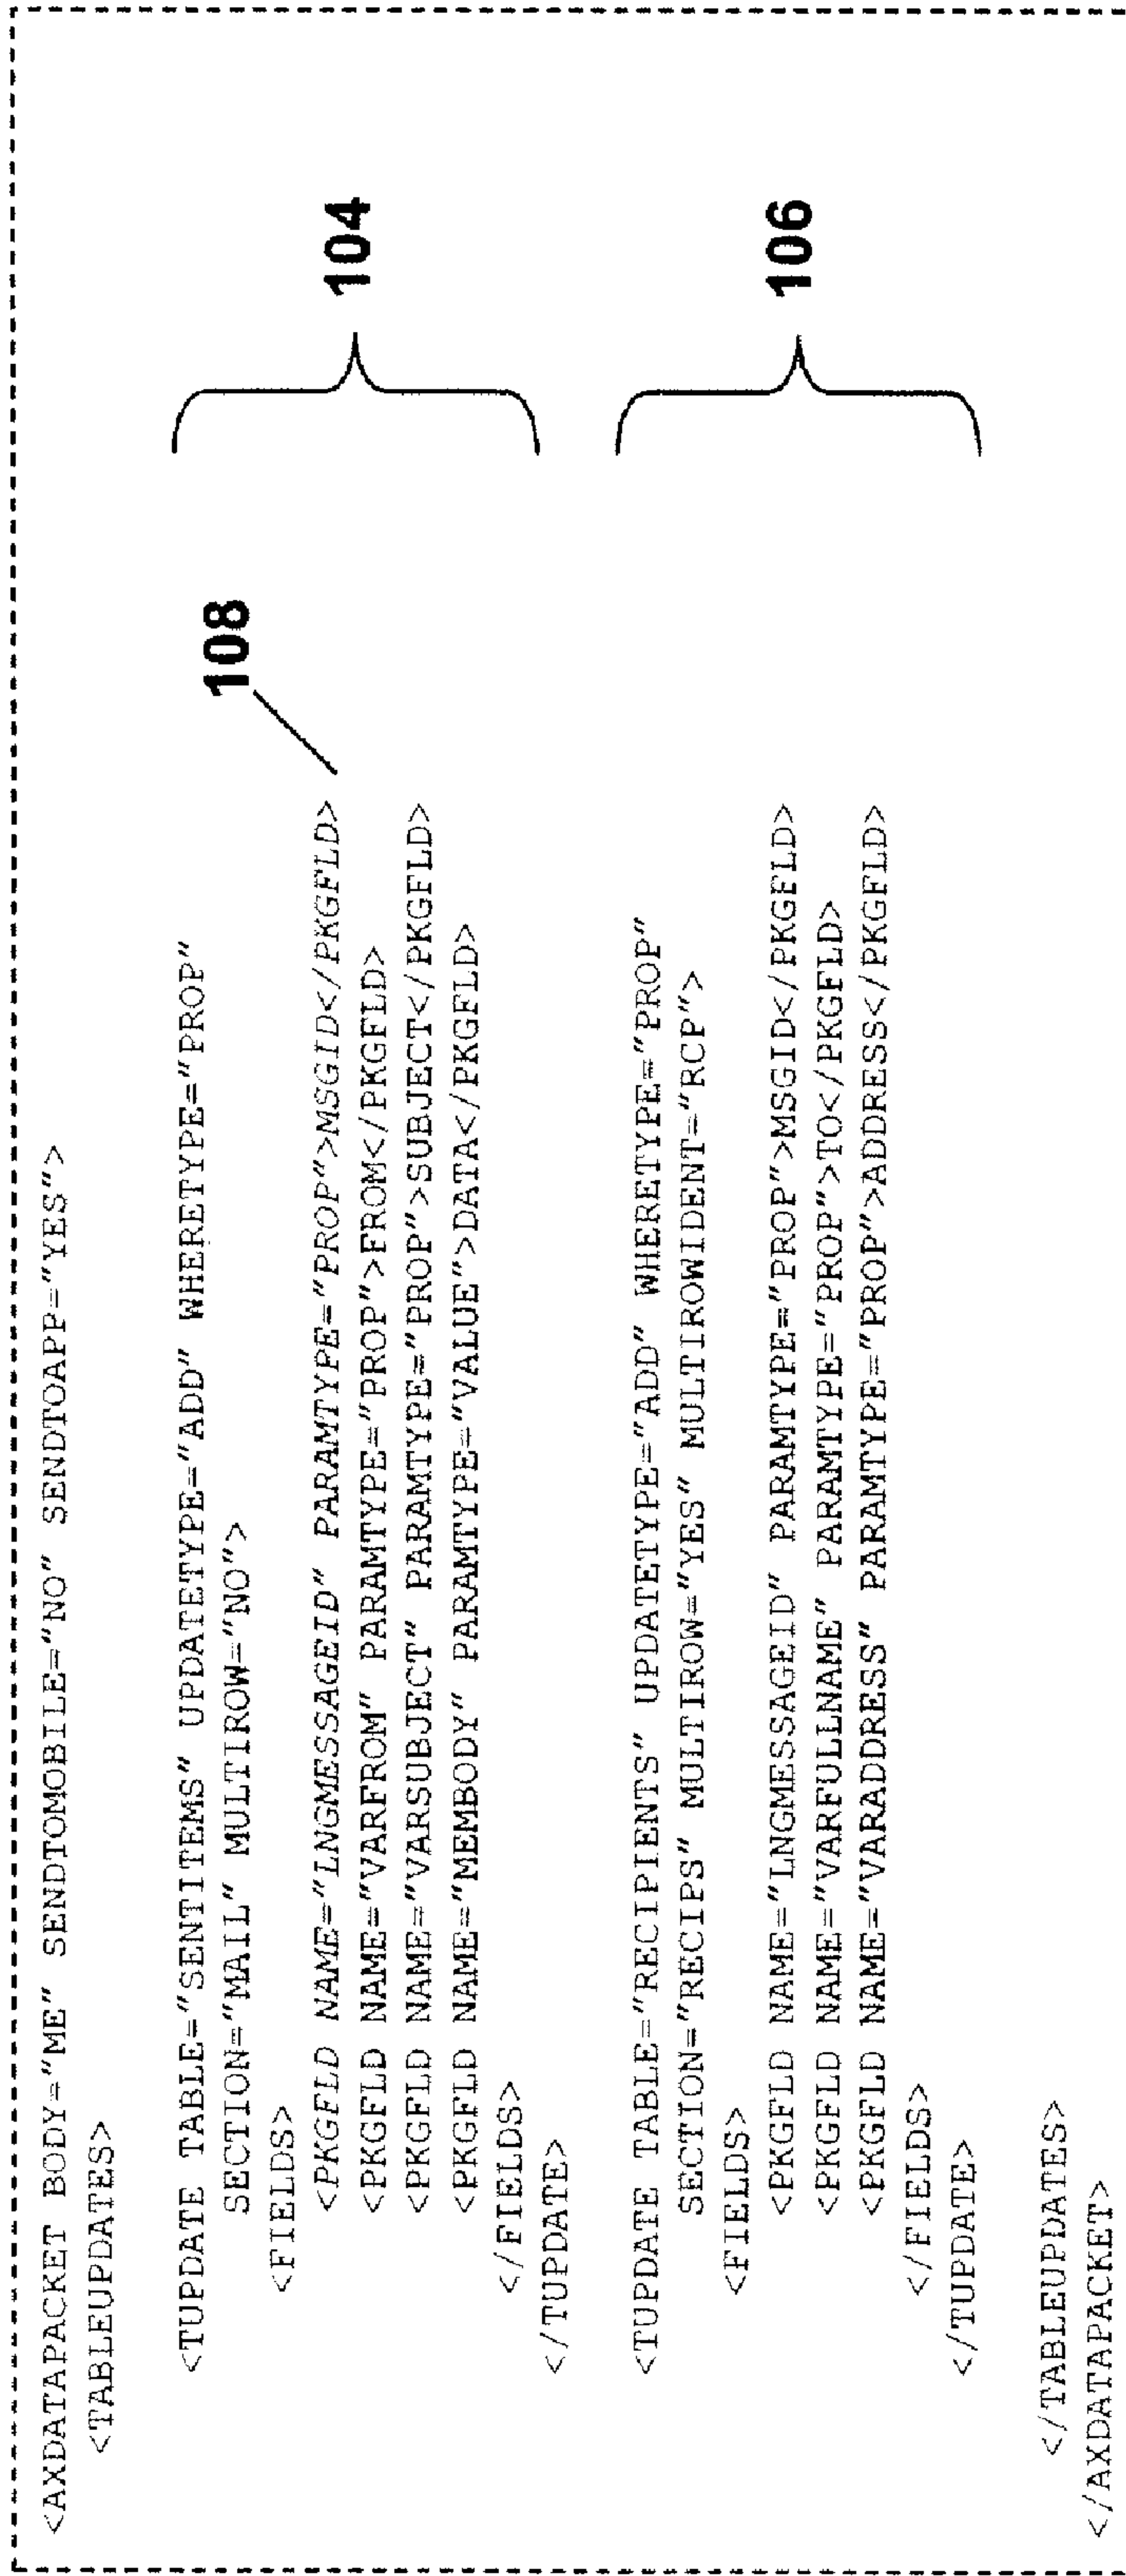 <AXDATAPACKET BODY="ME" SENDTOMOBILE="NO" SENDTOAPP="YES">
<TABLEUPDATES>
<TUPDATE TABLE="SENTITEMS" UPDATETYPE="ADD" WHERETYPE="PROP"
SECTION="MAIL" MULTIROW="NO">
<FIELDS>
<PKGFLD NAME="LNGMESSAGEID" PARAMTYPE="PROP">MSGID</PKGFLD>
<PKGFLD NAME="VARFROM" PARAMTYPE="PROP">FROM</PKGFLD>
<PKGFLD NAME="VARSUBJECT" PARAMTYPE="PROP">SUBJECT</PKGFLD>
<PKGFLD NAME="MEMBODY" PARAMTYPE="VALUE">DATA</PKGFLD>
</FIELDS>
</TUPDATE>
108
104
<TUPDATE TABLE="RECIPIENTS" UPDATETYPE="ADD" WHERETYPE="PROP"
SECTION="RECIPS" MULTIROW="YES" MULTIROWIDENT="RCP">
<FIELDS>
<PKGFLD NAME="LNGMESSAGEID" PARAMTYPE="PROP">MSGID</PKGFLD>
<PKGFLD NAME="VARFULLNAME" PARAMTYPE="PROP">TO</PKGFLD>
<PKGFLD NAME="VARADDRESS" PARAMTYPE="PROP">ADDRESS</PKGFLD>
</FIELDS>
</TUPDATE>
106
</TABLEUPDATES>
</AXDATAPACKET>